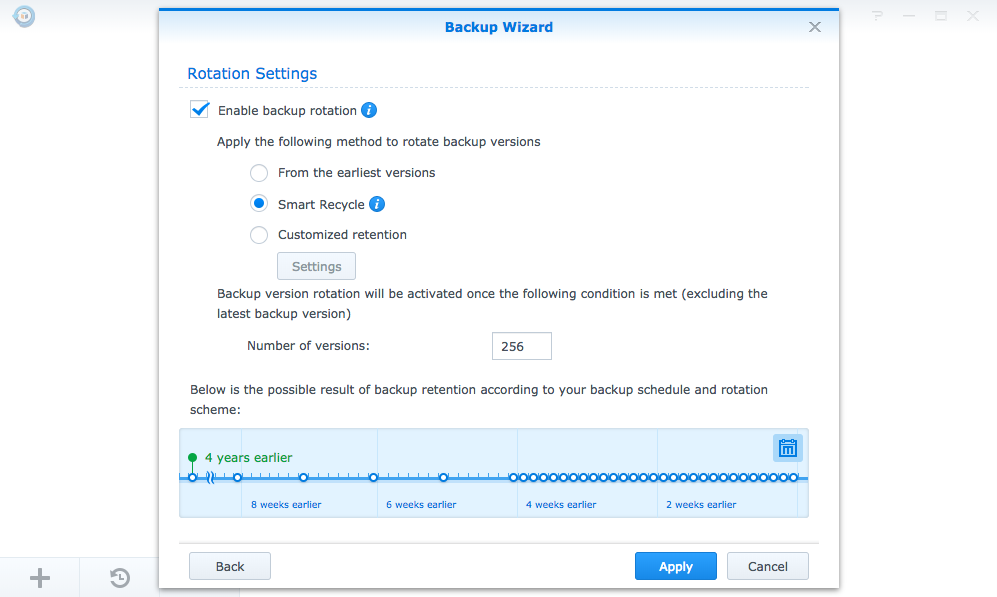 Backup Wizard
Rotation Settings
Enable backup rotation
Apply the following method to rotate backup versions
From the earliest versions
Smart Recycle
Customized retention
Settings
Backup version rotation will be activated once the following condition is met (excluding the
latest backup version)
Number of versions: 256
Below is the possible result of backup retention according to your backup schedule and rotation
scheme:
4 years earlier
8 weeks earlier 6 weeks earlier 4 weeks earlier 2 weeks earlier
Back Apply Cancel